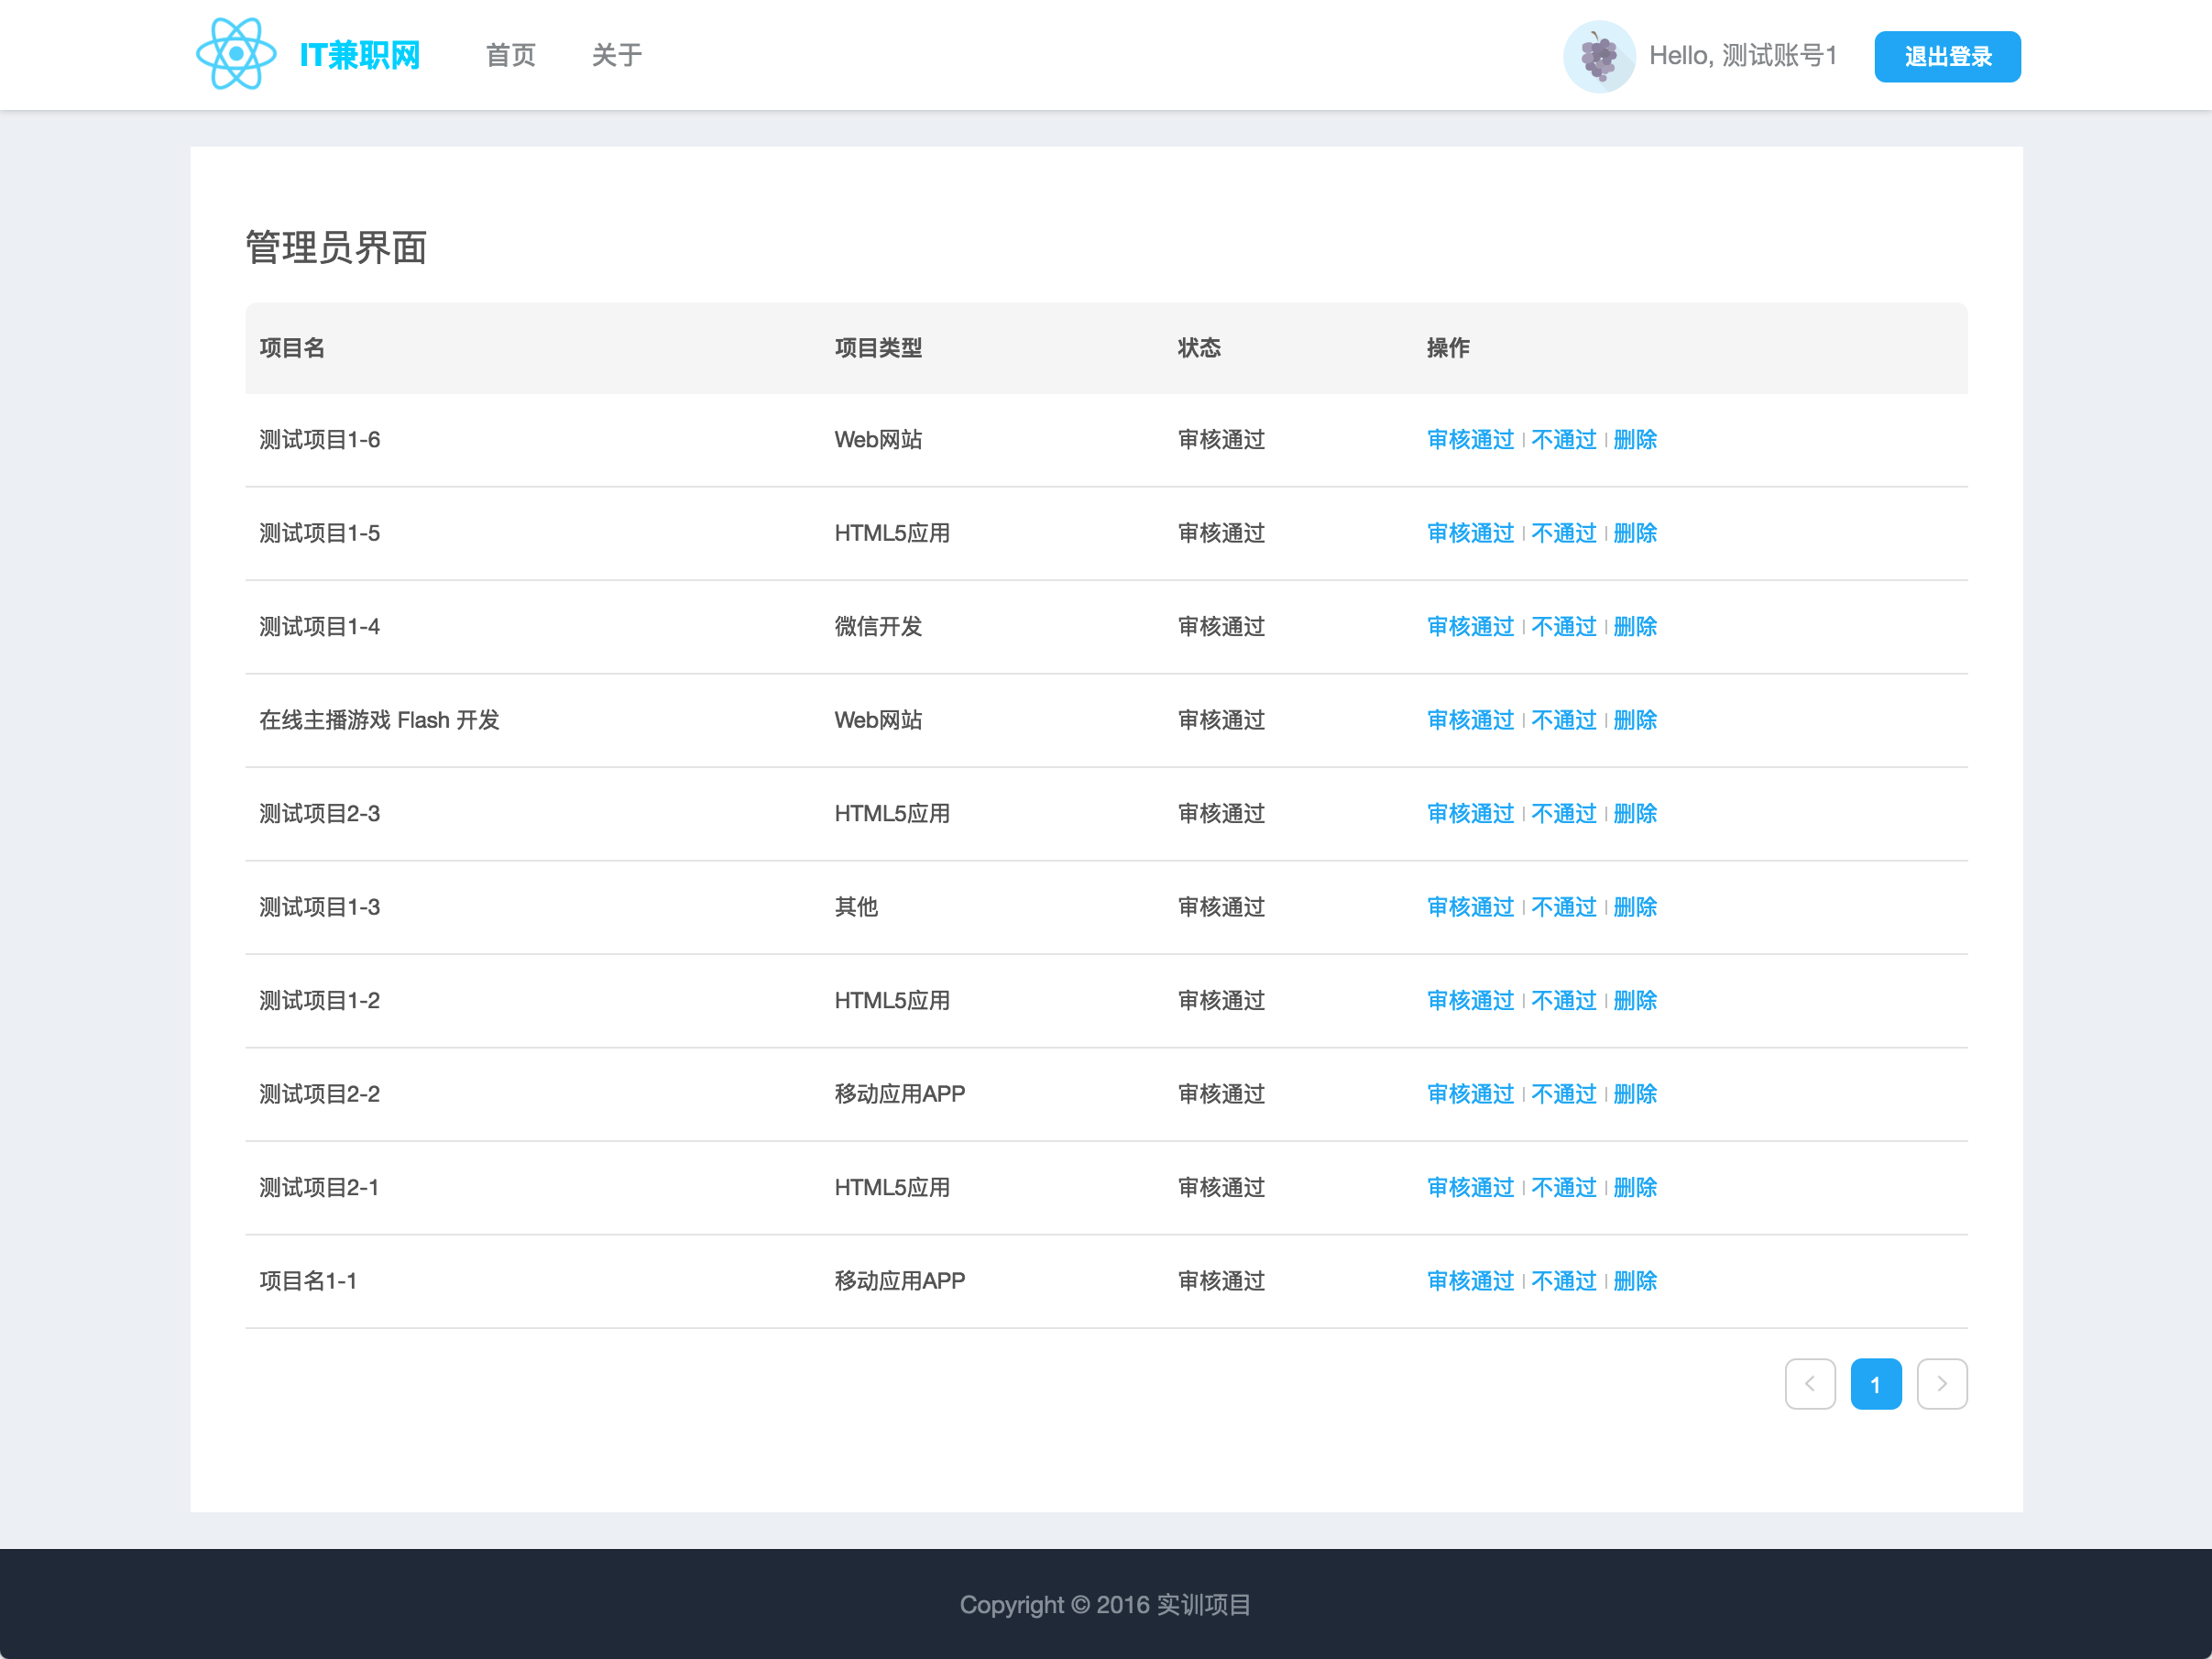 IT兼职网 首页 关于 Hello, 测试账号1 退出登录
管理员界面
项目名 项目类型 状态 操作
测试项目1-6 Web网站 审核通过 审核通过 | 不通过 | 删除
测试项目1-5 HTML5应用 审核通过 审核通过 | 不通过 | 删除
测试项目1-4 微信开发 审核通过 审核通过 | 不通过 | 删除
在线主播游戏 Flash 开发 Web网站 审核通过 审核通过 | 不通过 | 删除
测试项目2-3 HTML5应用 审核通过 审核通过 | 不通过 | 删除
测试项目1-3 其他 审核通过 审核通过 | 不通过 | 删除
测试项目1-2 HTML5应用 审核通过 审核通过 | 不通过 | 删除
测试项目2-2 移动应用APP 审核通过 审核通过 | 不通过 | 删除
测试项目2-1 HTML5应用 审核通过 审核通过 | 不通过 | 删除
项目名1-1 移动应用APP 审核通过 审核通过 | 不通过 | 删除
1
Copyright © 2016 实训项目